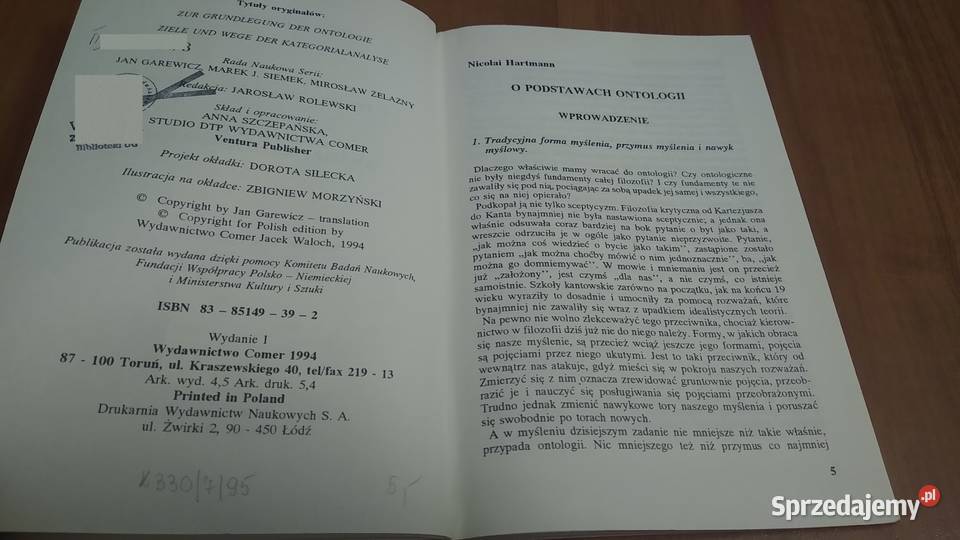 Tytuły oryginałów:
ZUR GRUNDLEGUNG DER ONTOLOGIE
ZIELE UND WEGE DER KATEGORIALANALYSE
Rada Naukowa Serii:
JAN GAREWICZ, MAREK J. SIEMEK, MIROSŁAW ŻELAZNY
Redakcja: JAROSŁAW ROLEWSKI
Skład i opracowanie:
ANNA SZCZEPAŃSKA,
STUDIO DTP WYDAWNICTWA COMER
Ventura Publisher
Biblioteki UG
Projekt okładki: DOROTA SILECKA
Ilustracja na okładce: ZBIGNIEW MORZYŃSKI
© Copyright by Jan Garewicz – translation
© Copyright for Polish edition by
Wydawnictwo Comer Jacek Waloch, 1994
Publikacja została wydana dzięki pomocy Komitetu Badań Naukowych,
Fundacji Współpracy Polsko – Niemieckiej
i Ministerstwa Kultury i Sztuki
ISBN 83 – 85149 – 39 – 2
Wydanie I
Wydawnictwo Comer 1994
87 - 100 Toruń, ul. Kraszewskiego 40, tel/fax 219 - 13
Ark. wyd. 4,5 Ark. druk. 5,4
Printed in Poland
Drukarnia Wydawnictw Naukowych S. A.
ul. Żwirki 2, 90 - 450 Łódź
330/7/95
5,-
Nicolai Hartmann
O PODSTAWACH ONTOLOGII
WPROWADZENIE
1. Tradycyjna forma myślenia, przymus myślenia i nawyk
myślowy.
Dlaczego właściwie mamy wracać do ontologii? Czy ontologiczne
nie były niegdyś fundamenty całej filozofii? I czy fundamenty te nie
zawaliły się pod nią, pociągając za sobą upadek jej samej i wszystkiego,
co się na niej opierało?
Podkopał ją nie tylko sceptycyzm. Filozofia krytyczna od Kartezjusza
do Kanta bynajmniej nie była nastawiona sceptycznie; a jednak ona
właśnie odsuwała coraz bardziej na bok pytanie o byt jako taki, a
wreszcie odrzuciła je w ogóle jako pytanie nieprzyzwoite. Pytanie,
„jak można coś wiedzieć o bycie jako takim”, zastąpione zostało
pytaniem „jak można choćby mówić o nim jednoznacznie”, ba, „jak
można go domniemywać”. W mowie i mniemaniu jest on przecież
już „założony”, jest czymś „dla nas”, a nie czymś, co istnieje
samoistnie. Szkoły kantowskie zarówno na początku, jak na końcu 19
wieku wyraziły to dosadnie i umocniły za pomocą rozważań, które
bynajmniej nie zawaliły się wraz z upadkiem idealistycznych teorii.
Na pewno nie wolno zlekceważyć tego przeciwnika, chociaż kierow-
nictwo w filozofii dziś już nie do niego należy. Formy, w jakich obraca
się nasze myślenie, są przecież wciąż jeszcze jego formami, pojęcia
są pojęciami przez niego ukutymi. Jest to taki przeciwnik, który od
wewnątrz nas atakuje, gdyż mieści się w pokroju naszych rozważań.
Zmierzyć się z nim oznacza zrewidować gruntownie pojęcia, przeob-
razić je i nauczyć się posługiwania się pojęciami przeobrażonymi.
Trudno jednak zmienić nawykowe tory naszego myślenia i poruszać
się swobodnie po torach nowych.
A w myśleniu dzisiejszym zadanie nie mniejsze niż takie właśnie,
przypada ontologii. Nic mniejszego też niż przymus co najmniej
5
Sprzedajemy.pl